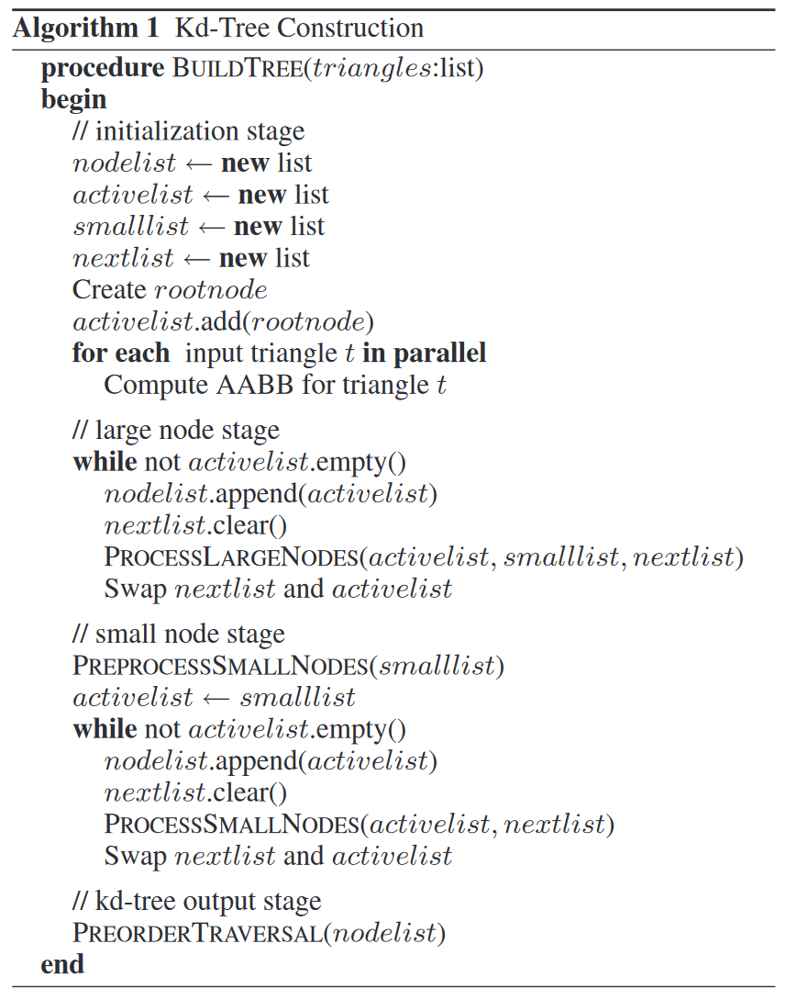 Algorithm 1 Kd-Tree Construction
procedure BUILDTREE(triangles:list)
begin
// initialization stage
nodelist ← new list
activelist ← new list
smalllist ← new list
nextlist ← new list
Create rootnode
activelist.add(rootnode)
for each input triangle t in parallel
Compute AABB for triangle t
// large node stage
while not activelist.empty()
nodelist.append(activelist)
nextlist.clear()
PROCESSLARGENODES(activelist, smalllist, nextlist)
Swap nextlist and activelist
// small node stage
PREPROCESSSMALLNODES(smalllist)
activelist ← smalllist
while not activelist.empty()
nodelist.append(activelist)
nextlist.clear()
PROCESSSMALLNODES(activelist, nextlist)
Swap nextlist and activelist
// kd-tree output stage
PREORDERTRAVERSAL(nodelist)
end